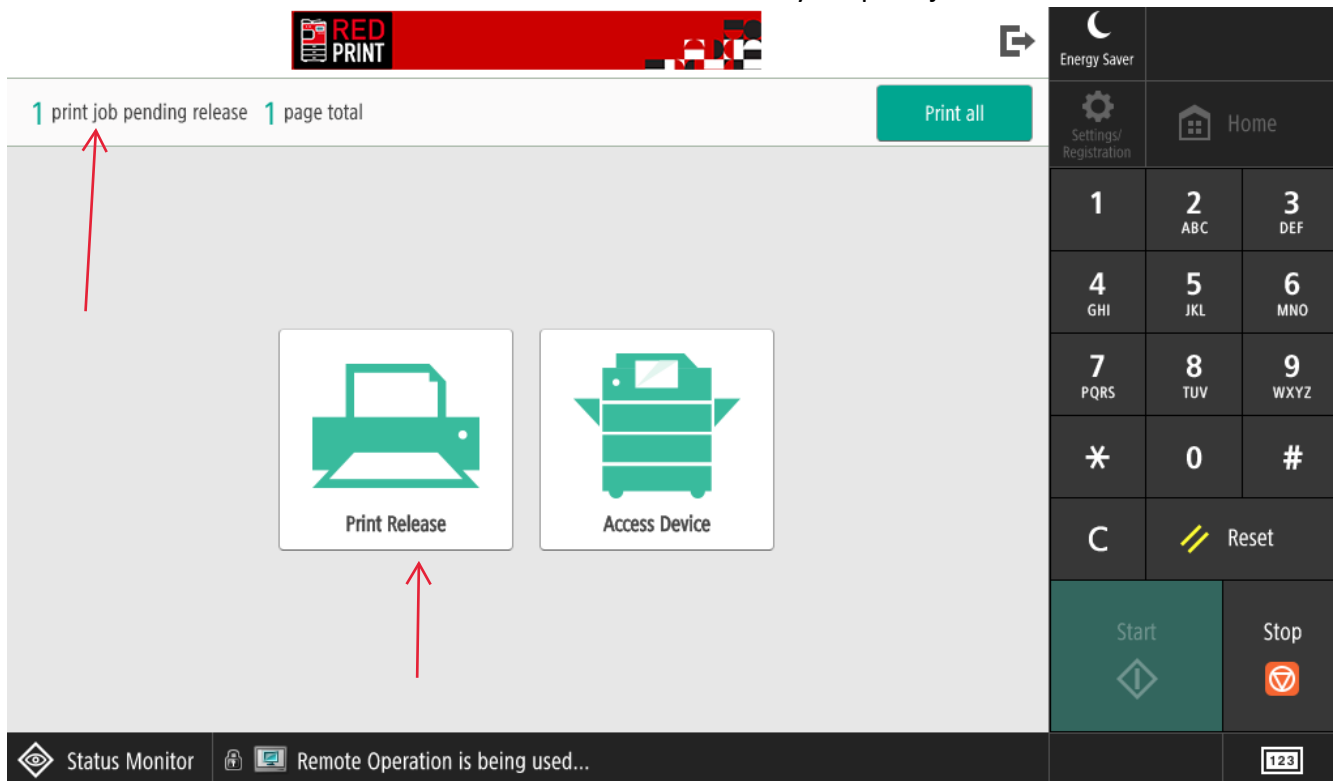 RED
PRINT
Energy Saver
1 print job pending release 1 page total
Print all
Settings/
Registration
Home
1
2
ABC
3
DEF
4
GHI
5
JKL
6
MNO
7
PQRS
8
TUV
9
WXYZ
0
#
C
Reset
Print Release
Access Device
Start
Stop
Status Monitor
Remote Operation is being used...
123